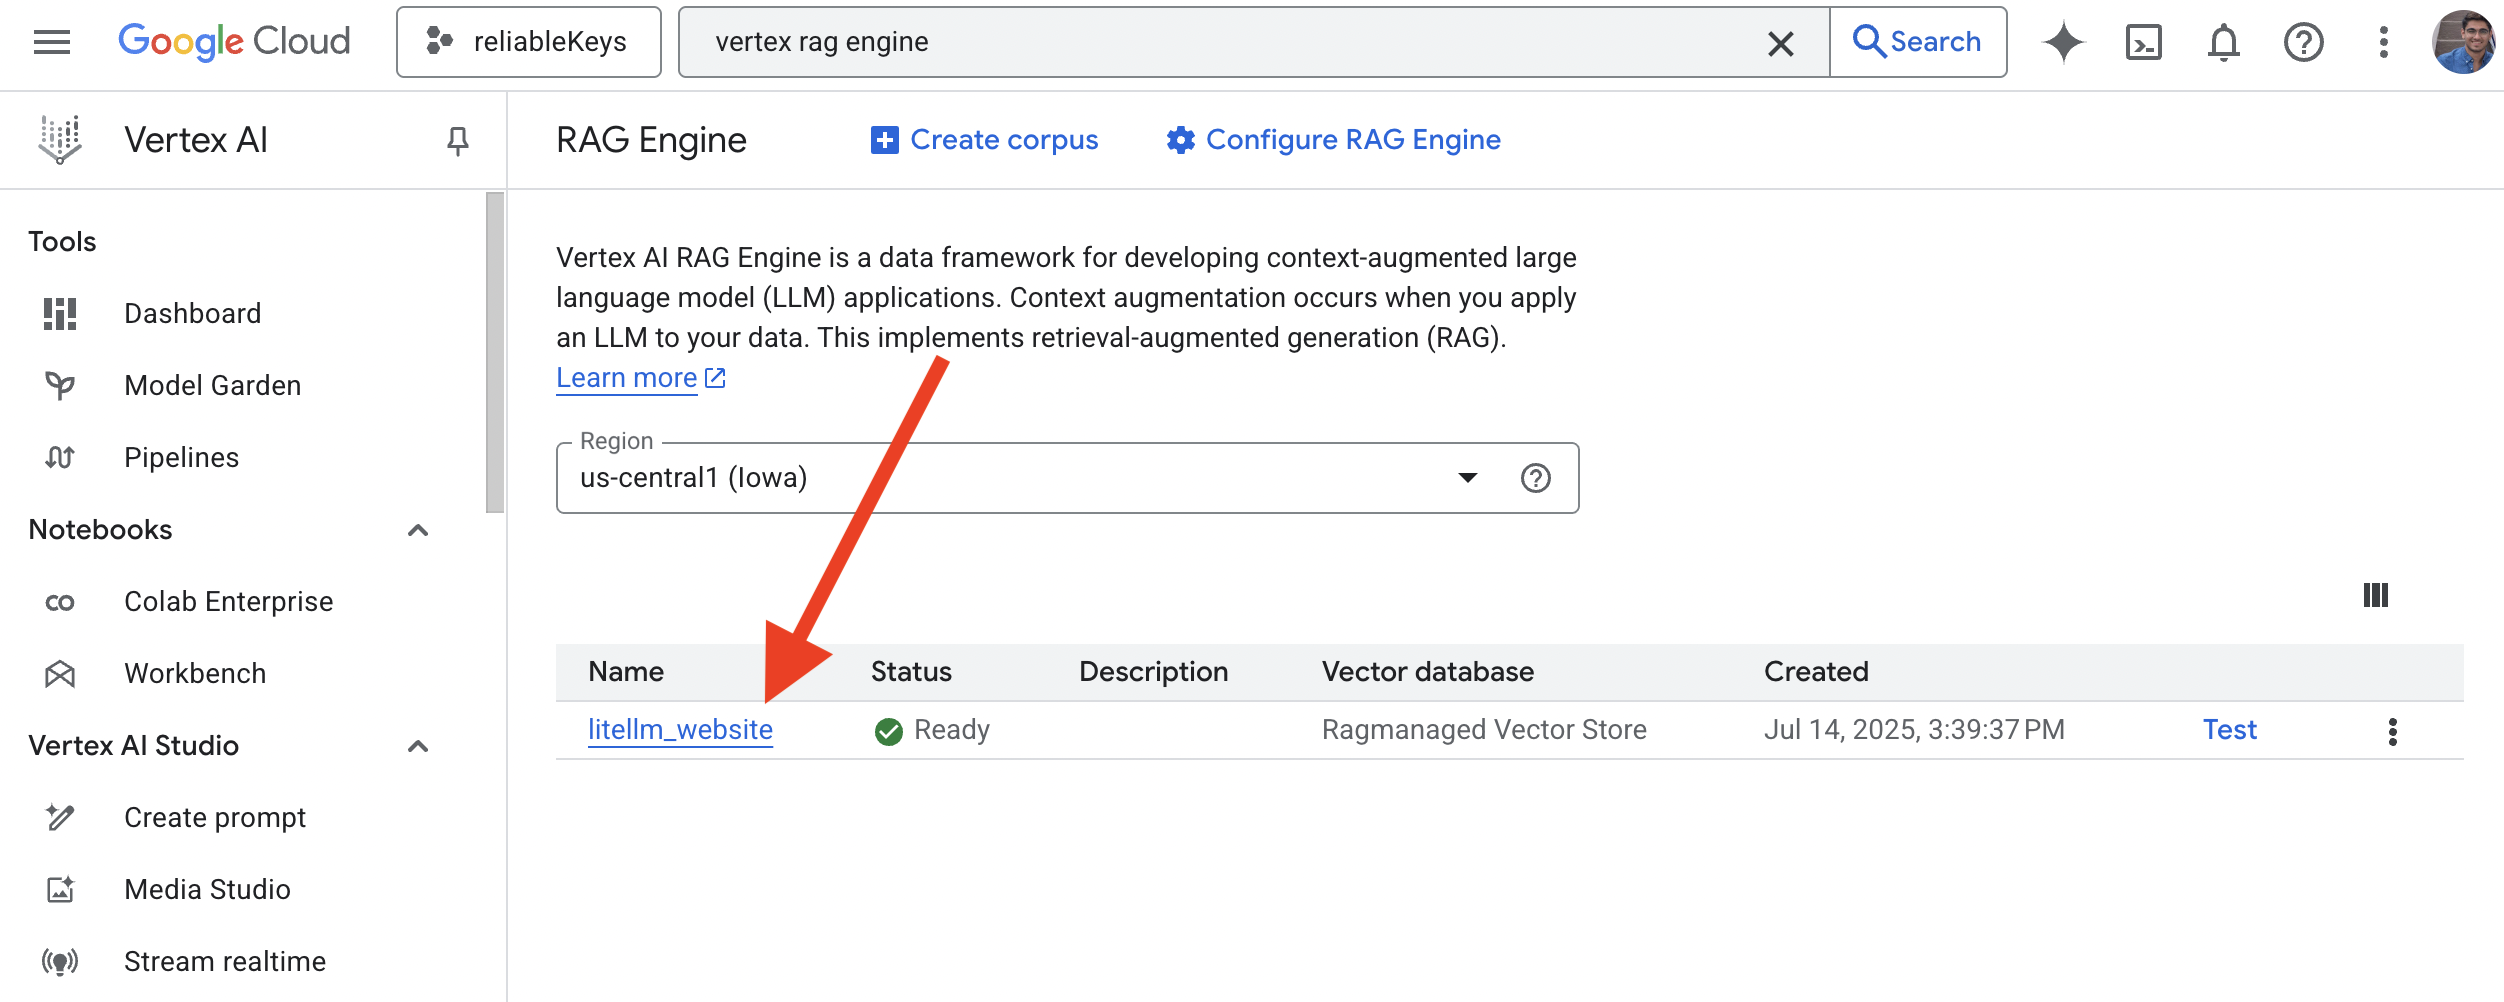 Google Cloud
reliableKeys
vertex rag engine
Search
Vertex AI
RAG Engine
Create corpus
Configure RAG Engine
Tools
Dashboard
Model Garden
Pipelines
Notebooks
Colab Enterprise
Workbench
Vertex AI Studio
Create prompt
Media Studio
Stream realtime
Vertex AI RAG Engine is a data framework for developing context-augmented large
language model (LLM) applications. Context augmentation occurs when you apply
an LLM to your data. This implements retrieval-augmented generation (RAG).
Learn more
Region
us-central1 (Iowa)
Name Status Description Vector database Created
litellm_website Ready Ragmanaged Vector Store Jul 14, 2025, 3:39:37 PM Test